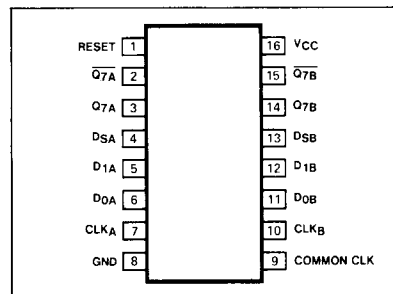 RESET 1 16 VCC
Q7A 2 15 Q7B
Q7A 3 14 Q7B
DSA 4 13 DSB
D1A 5 12 D1B
D0A 6 11 D0B
CLKA 7 10 CLKB
GND 8 9 COMMON CLK